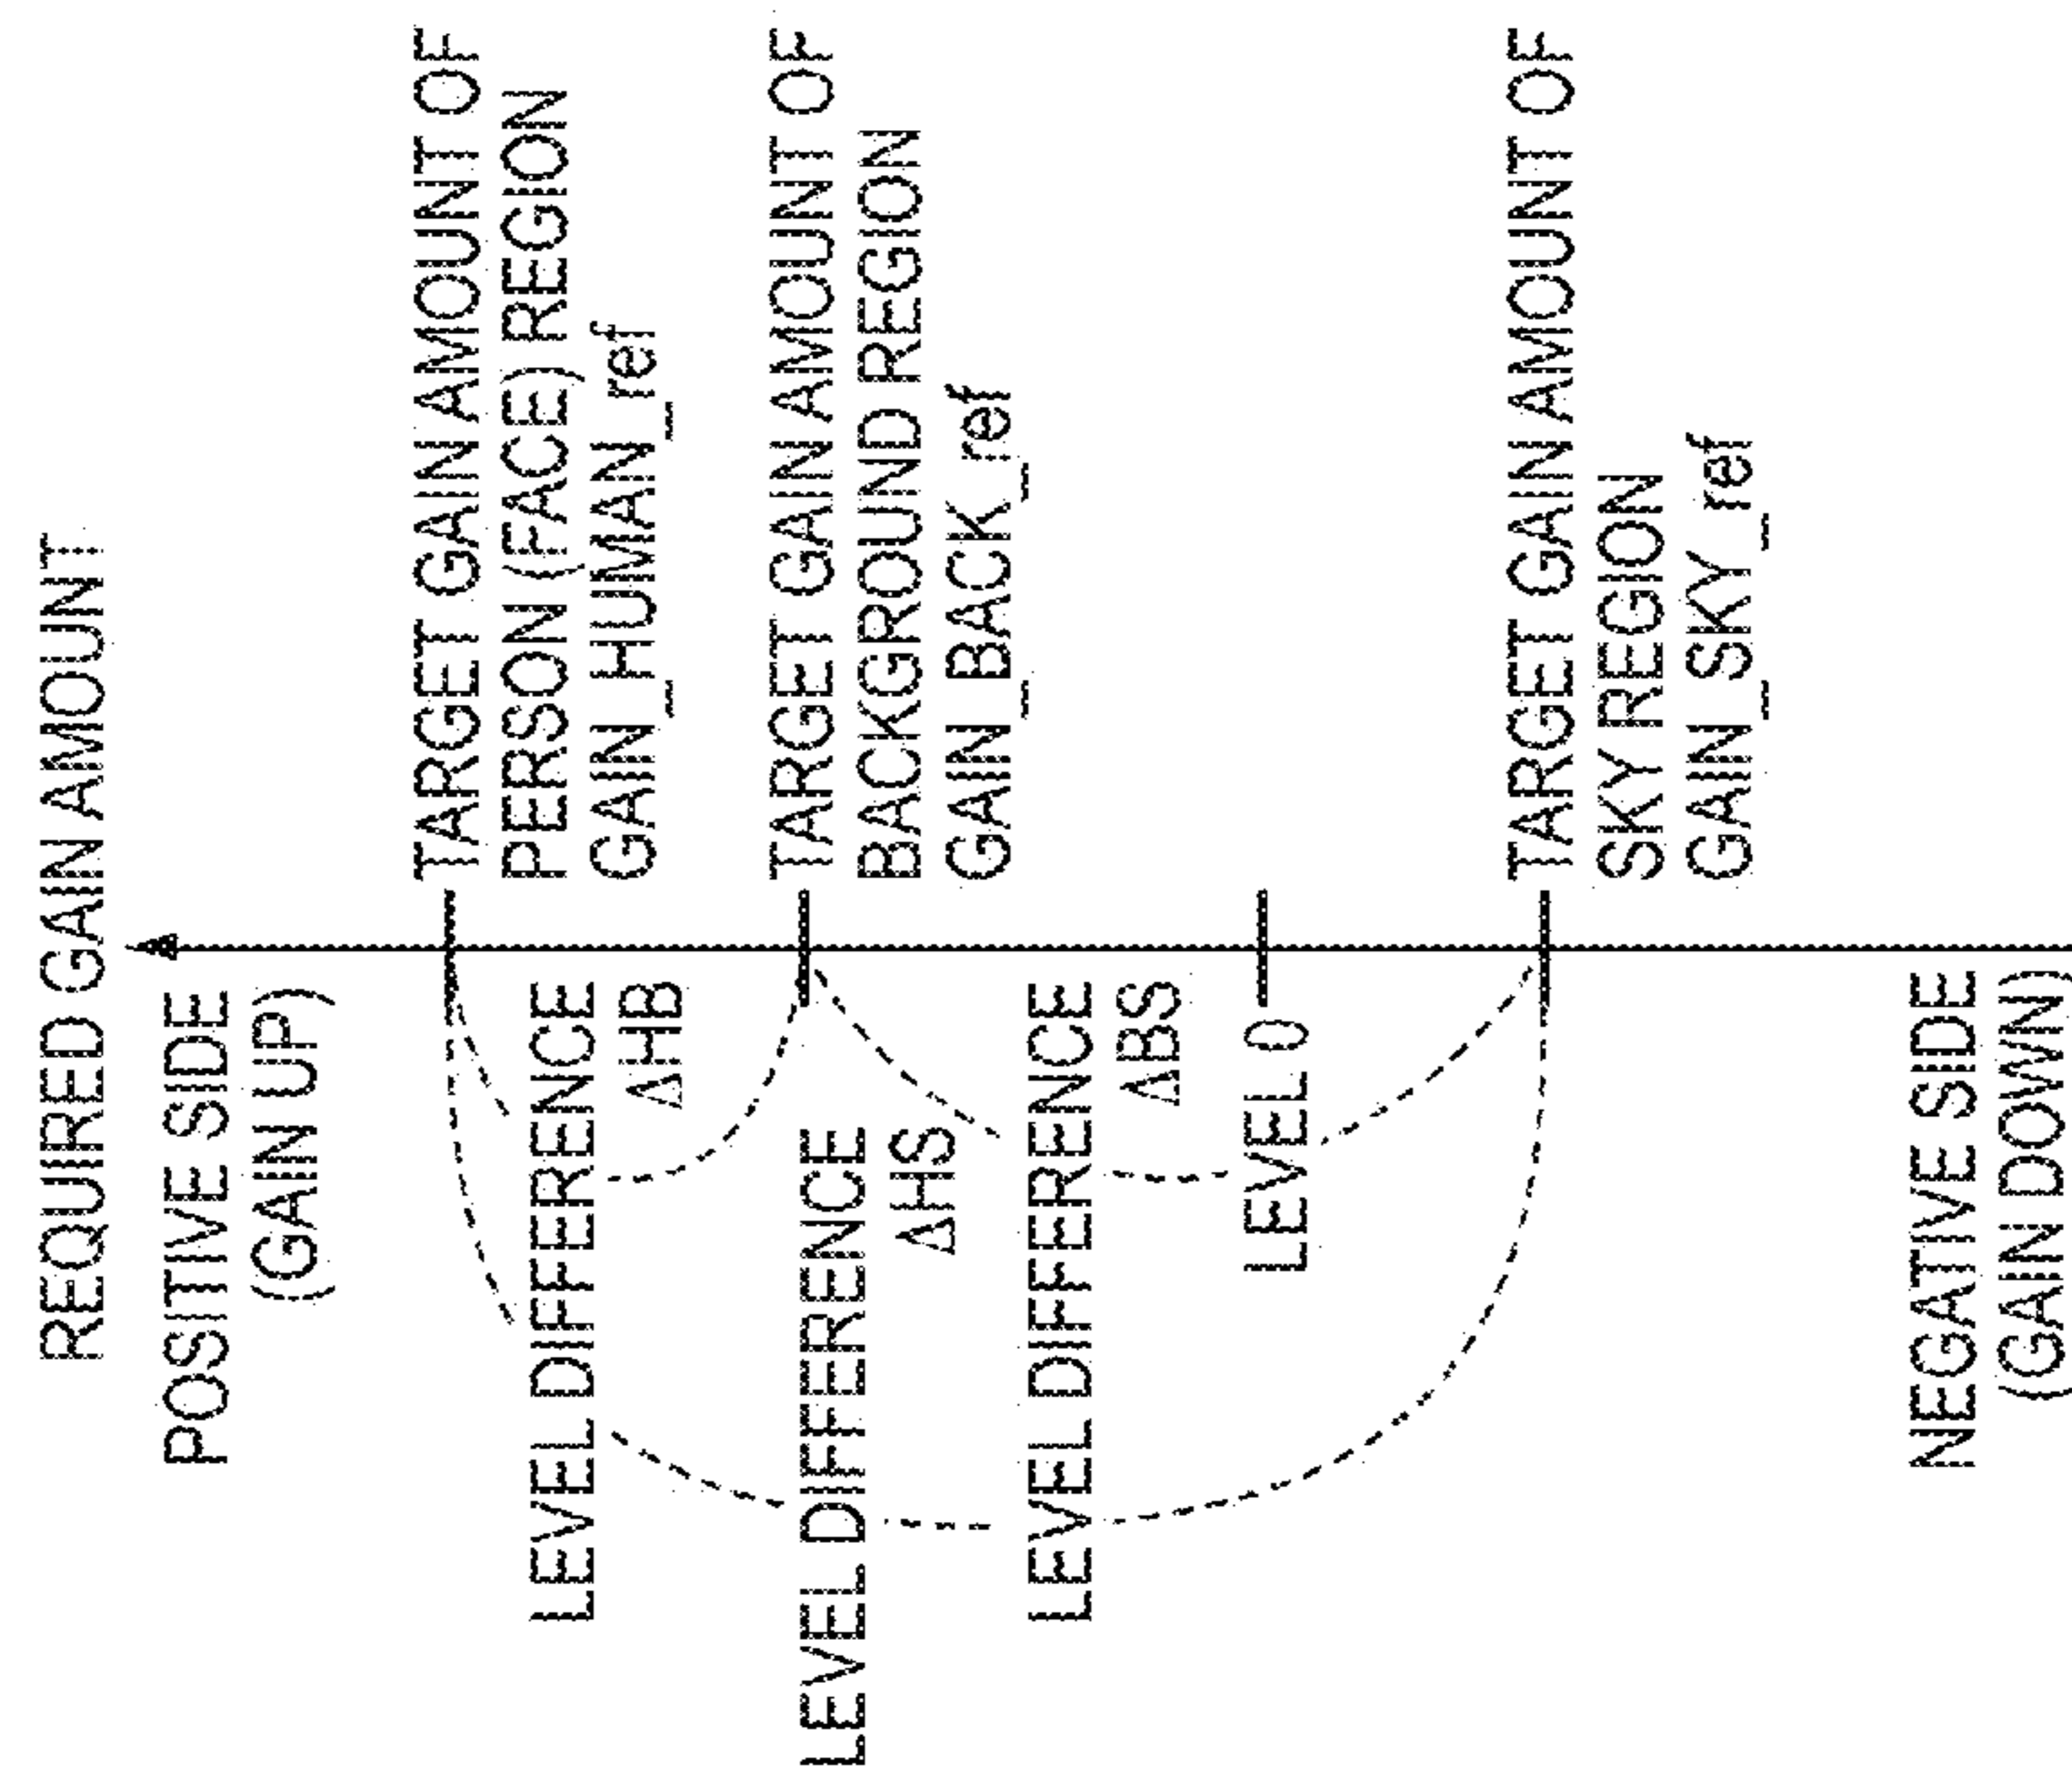 REQUIRED GAIN AMOUNT
POSITIVE SIDE
(GAIN UP)
TARGET GAIN AMOUNT OF
PERSON (FACE) REGION
GAIN_HUMAN_ref
LEVEL DIFFERENCE
ΔHB
TARGET GAIN AMOUNT OF
BACKGROUND REGION
GAIN_BACK_ref
LEVEL DIFFERENCE
ΔHS
LEVEL DIFFERENCE
ΔBS
LEVEL 0
TARGET GAIN AMOUNT OF
SKY REGION
GAIN_SKY_ref
NEGATIVE SIDE
(GAIN DOWN)